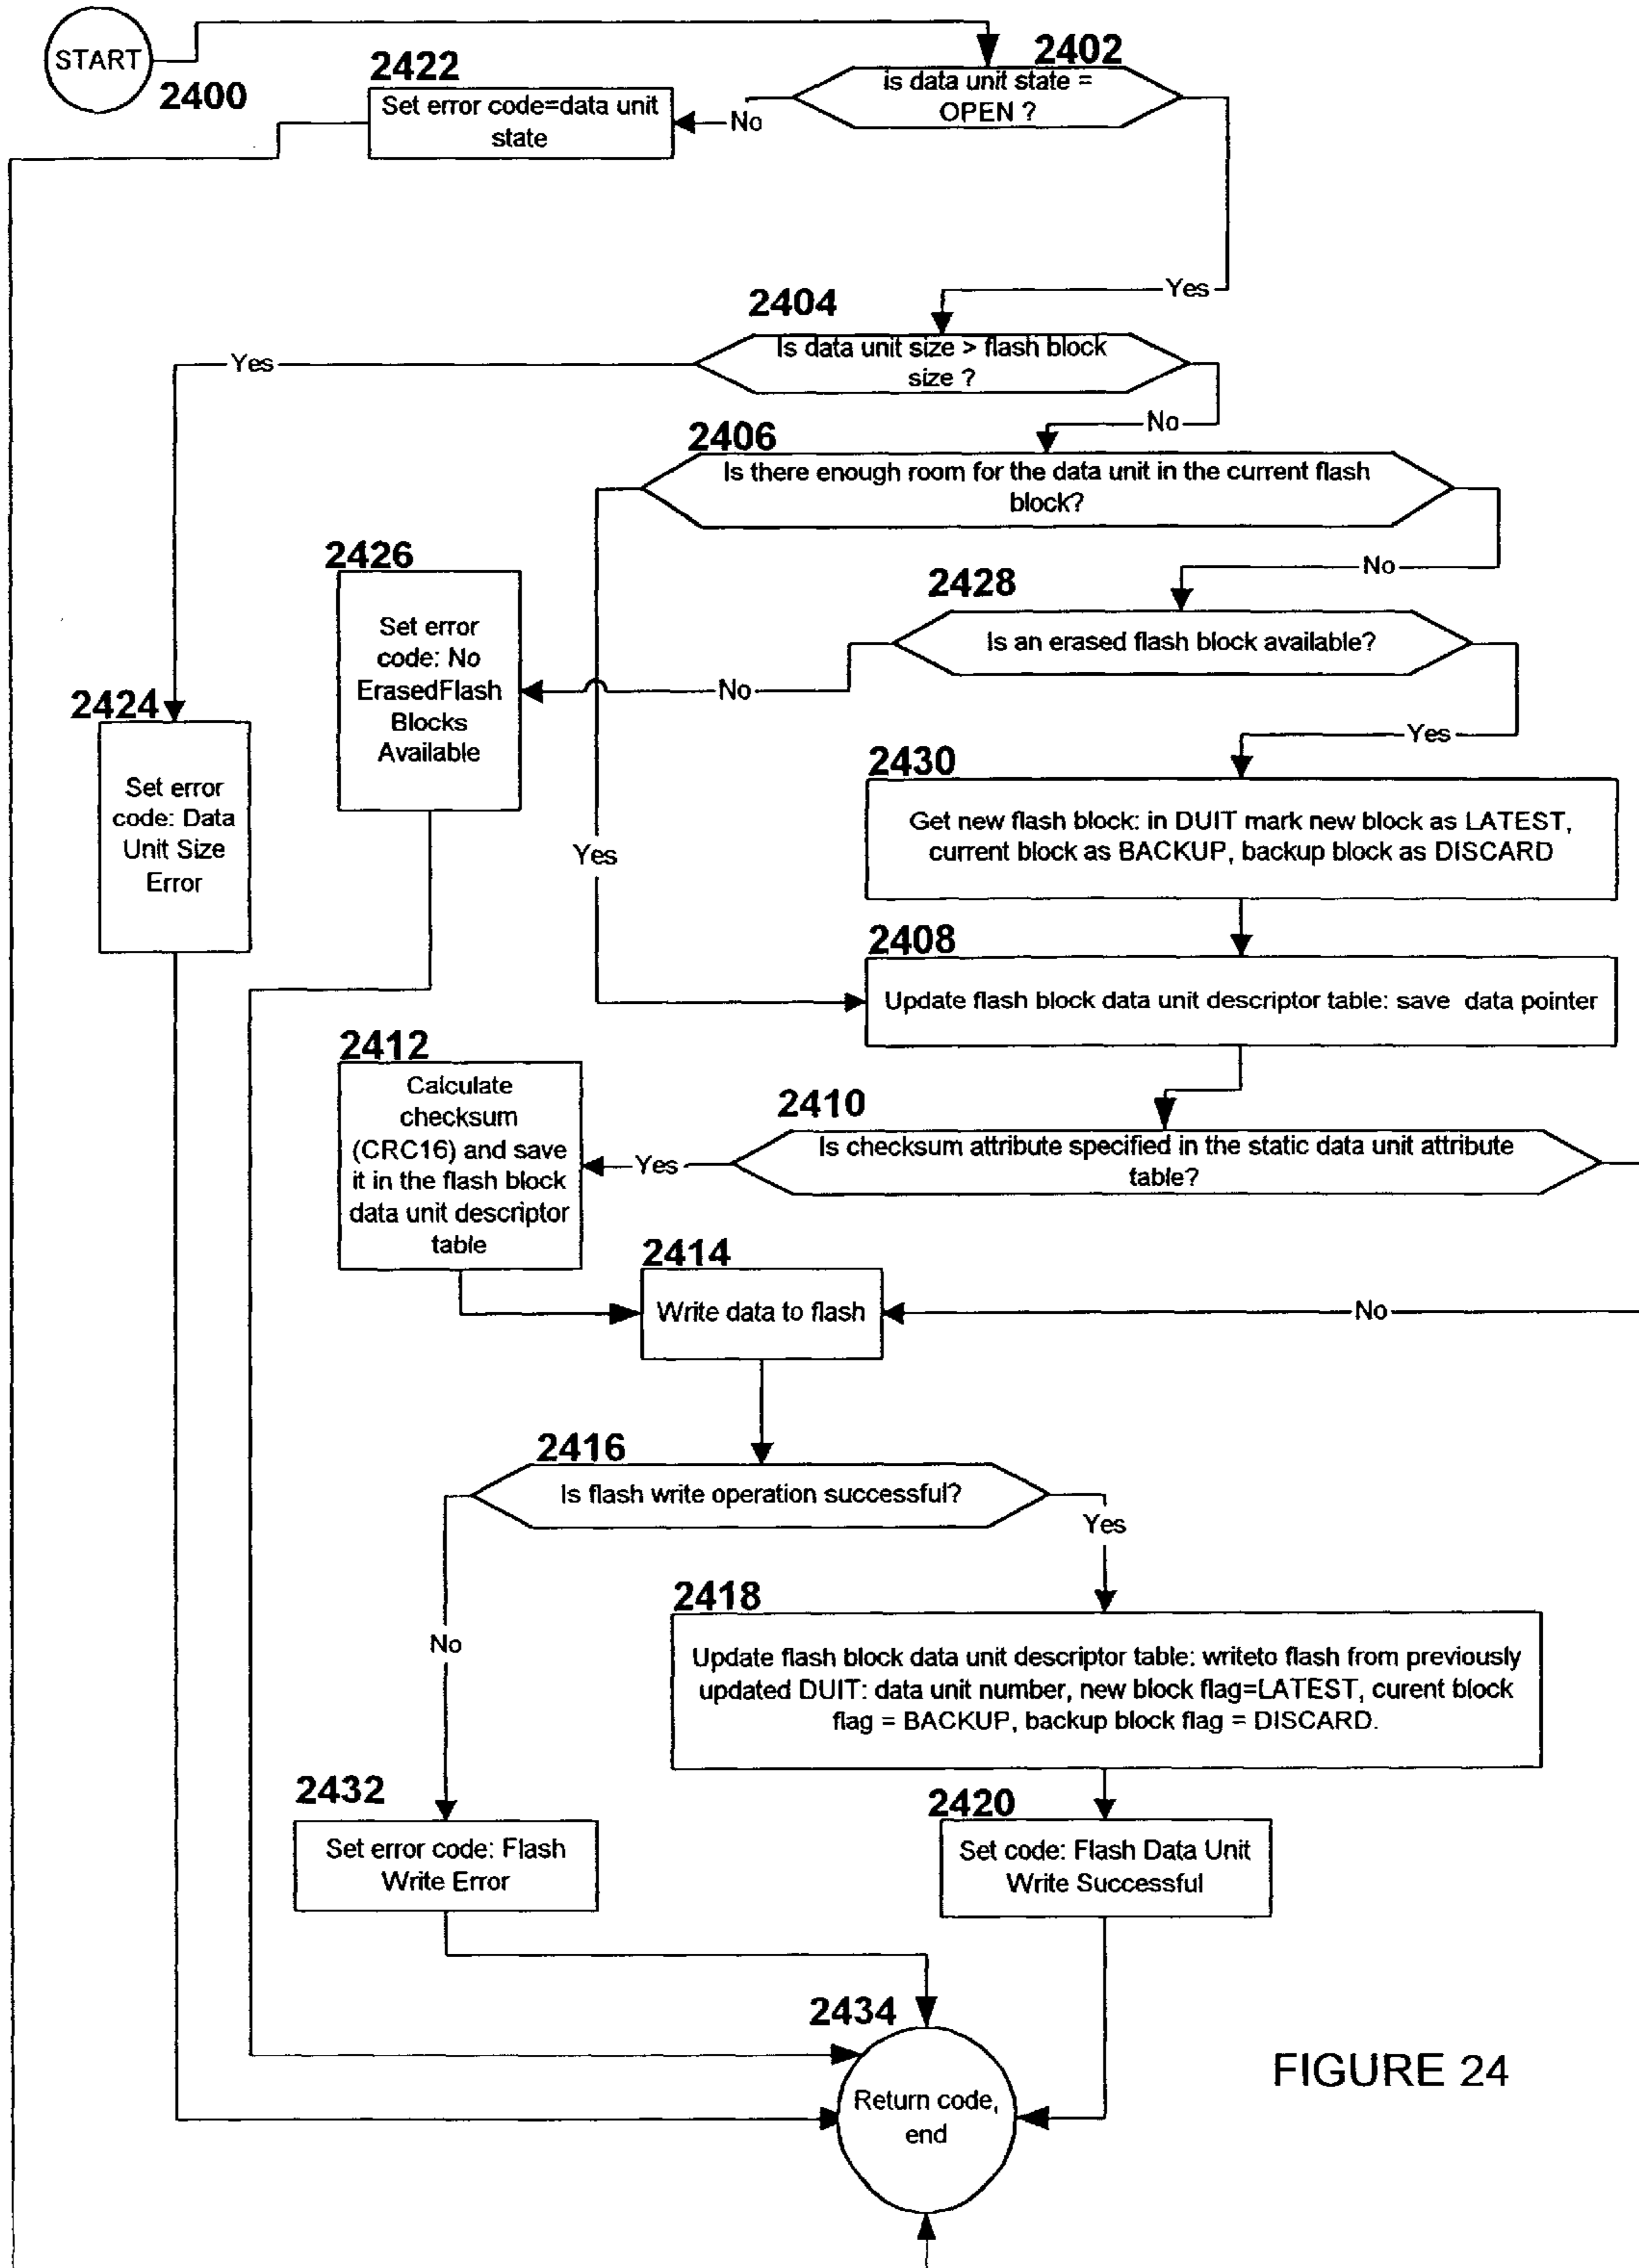 START
2400
2402
is data unit state =
OPEN ?
2422
Set error code=data unit
state
No
Yes
2404
Is data unit size > flash block
size ?
Yes
No
2406
Is there enough room for the data unit in the current flash
block?
No
Yes
2428
Is an erased flash block available?
No
Yes
2426
Set error
code: No
ErasedFlash
Blocks
Available
2424
Set error
code: Data
Unit Size
Error
2430
Get new flash block: in DUIT mark new block as LATEST,
current block as BACKUP, backup block as DISCARD
2408
Update flash block data unit descriptor table: save data pointer
2410
Is checksum attribute specified in the static data unit attribute
table?
Yes
No
2412
Calculate
checksum
(CRC16) and save
it in the flash block
data unit descriptor
table
2414
Write data to flash
2416
Is flash write operation successful?
Yes
No
2418
Update flash block data unit descriptor table: writeto flash from previously
updated DUIT: data unit number, new block flag=LATEST, curent block
flag = BACKUP, backup block flag = DISCARD.
2432
Set error code: Flash
Write Error
2420
Set code: Flash Data Unit
Write Successful
2434
Return code,
end
FIGURE 24